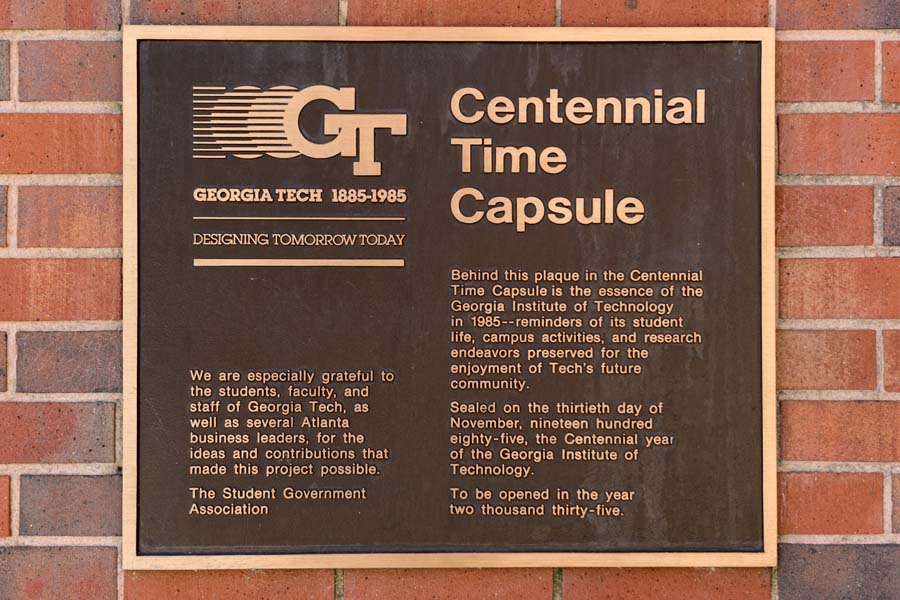 GT
GEORGIA TECH 1885-1985
DESIGNING TOMORROW TODAY
We are especially grateful to
the students, faculty, and
staff of Georgia Tech, as
well as several Atlanta
business leaders, for the
ideas and contributions that
made this project possible.
The Student Government
Association
Centennial
Time
Capsule
Behind this plaque in the Centennial
Time Capsule is the essence of the
Georgia Institute of Technology
in 1985--reminders of its student
life, campus activities, and research
endeavors preserved for the
enjoyment of Tech's future
community.
Sealed on the thirtieth day of
November, nineteen hundred
eighty-five, the Centennial year
of the Georgia Institute of
Technology.
To be opened in the year
two thousand thirty-five.